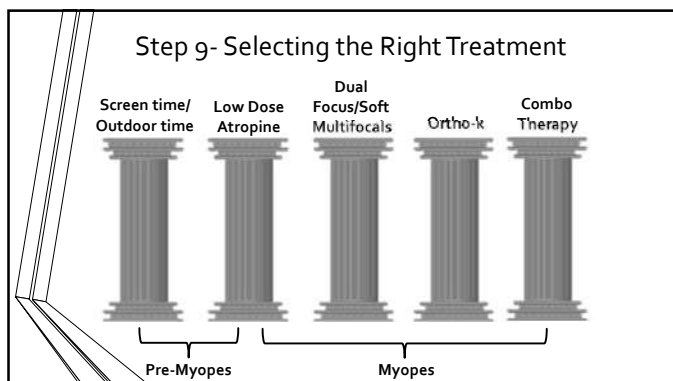 Step 9- Selecting the Right Treatment
Screen time/
Outdoor time
Low Dose
Atropine
Dual
Focus/Soft
Multifocals
Ortho-k
Combo
Therapy
Pre-Myopes
Myopes